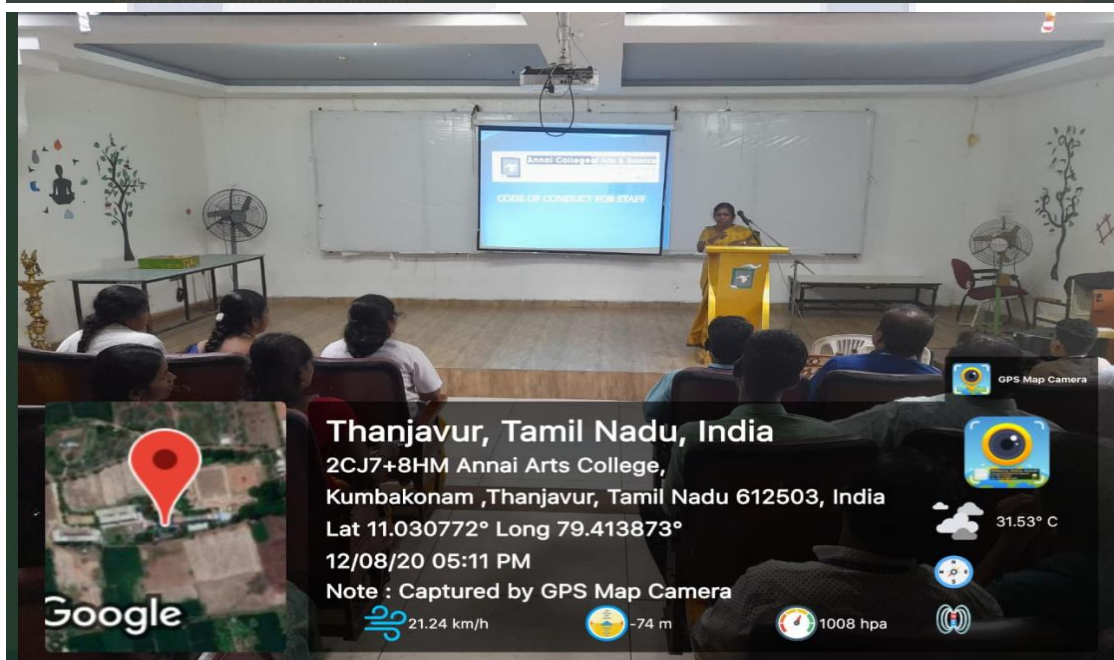 Annai College of Arts & Science
CODE OF CONDUCT FOR STAFF
GPS Map Camera
Thanjavur, Tamil Nadu, India
2CJ7+8HM Annai Arts College,
Kumbakonam ,Thanjavur, Tamil Nadu 612503, India
Lat 11.030772° Long 79.413873°
12/08/20 05:11 PM
Note : Captured by GPS Map Camera
Google
31.53° C
21.24 km/h
-74 m
1008 hpa